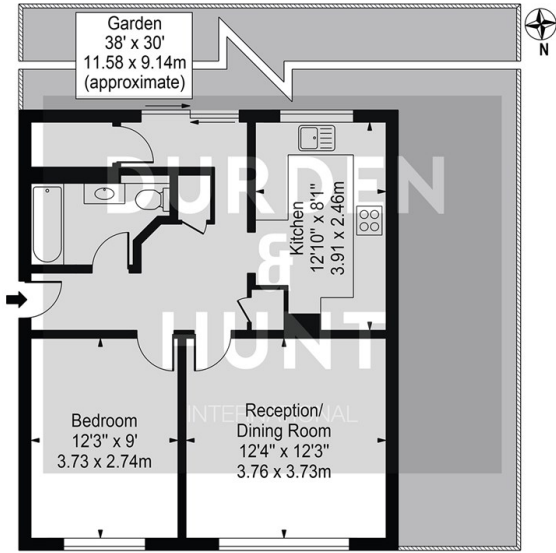 Garden
38' x 30'
11.58 x 9.14m
(approximate)
N
DURDEN
&
HUNT
INTERNATIONAL
Kitchen
12'10" x 8'1"
3.91 x 2.46m
Bedroom
12'3" x 9'
3.73 x 2.74m
Reception/
Dining Room
12'4" x 12'3"
3.76 x 3.73m